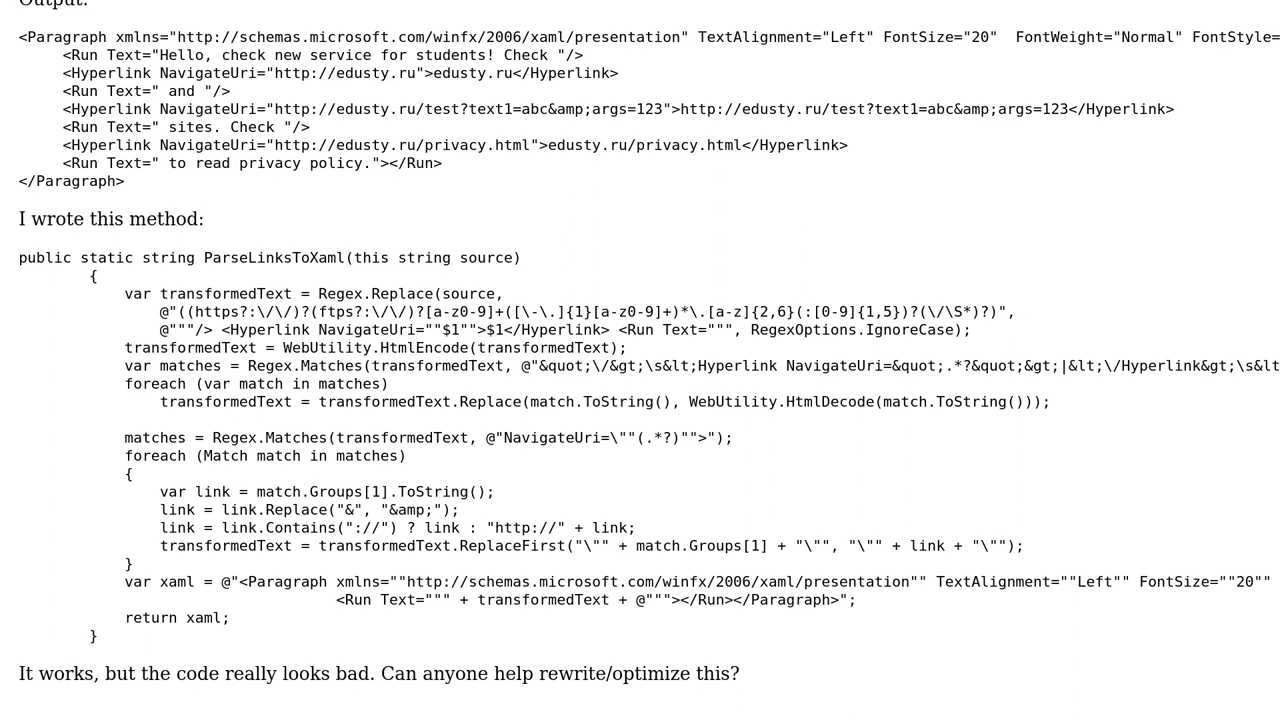 Output:
<Paragraph xmlns="http://schemas.microsoft.com/winfx/2006/xaml/presentation" TextAlignment="Left" FontSize="20"  FontWeight="Normal" FontStyle=
     <Run Text="Hello, check new service for students! Check "/>
     <Hyperlink NavigateUri="http://edusty.ru">edusty.ru</Hyperlink>
     <Run Text=" and "/>
     <Hyperlink NavigateUri="http://edusty.ru/test?text1=abc&amp;args=123">http://edusty.ru/test?text1=abc&amp;args=123</Hyperlink>
     <Run Text=" sites. Check "/>
     <Hyperlink NavigateUri="http://edusty.ru/privacy.html">edusty.ru/privacy.html</Hyperlink>
     <Run Text=" to read privacy policy."></Run>
</Paragraph>
I wrote this method:
public static string ParseLinksToXaml(this string source)
        {
            var transformedText = Regex.Replace(source,
                @"((https?:\/\/)?(ftps?:\/\/)?[a-z0-9]+([\-\.]{1}[a-z0-9]+)*\.[a-z]{2,6}(:[0-9]{1,5})?(\/\S*)?)",
                @"""/> <Hyperlink NavigateUri=""$1"">$1</Hyperlink> <Run Text=""", RegexOptions.IgnoreCase);
            transformedText = WebUtility.HtmlEncode(transformedText);
            var matches = Regex.Matches(transformedText, @"&quot;\/&gt;\s&lt;Hyperlink NavigateUri=&quot;.*?&quot;&gt;|&lt;\/Hyperlink&gt;\s&lt
            foreach (var match in matches)
                transformedText = transformedText.Replace(match.ToString(), WebUtility.HtmlDecode(match.ToString()));
            matches = Regex.Matches(transformedText, @"NavigateUri=\""(.*?)"">");
            foreach (Match match in matches)
            {
                var link = match.Groups[1].ToString();
                link = link.Replace("&", "&amp;");
                link = link.Contains("://") ? link : "http://" + link;
                transformedText = transformedText.ReplaceFirst("\"" + match.Groups[1] + "\"", "\"" + link + "\"");
            }
            var xaml = @"<Paragraph xmlns=""http://schemas.microsoft.com/winfx/2006/xaml/presentation"" TextAlignment=""Left"" FontSize=""20""
                                    <Run Text=""" + transformedText + @"""></Run></Paragraph>";
            return xaml;
        }
It works, but the code really looks bad. Can anyone help rewrite/optimize this?